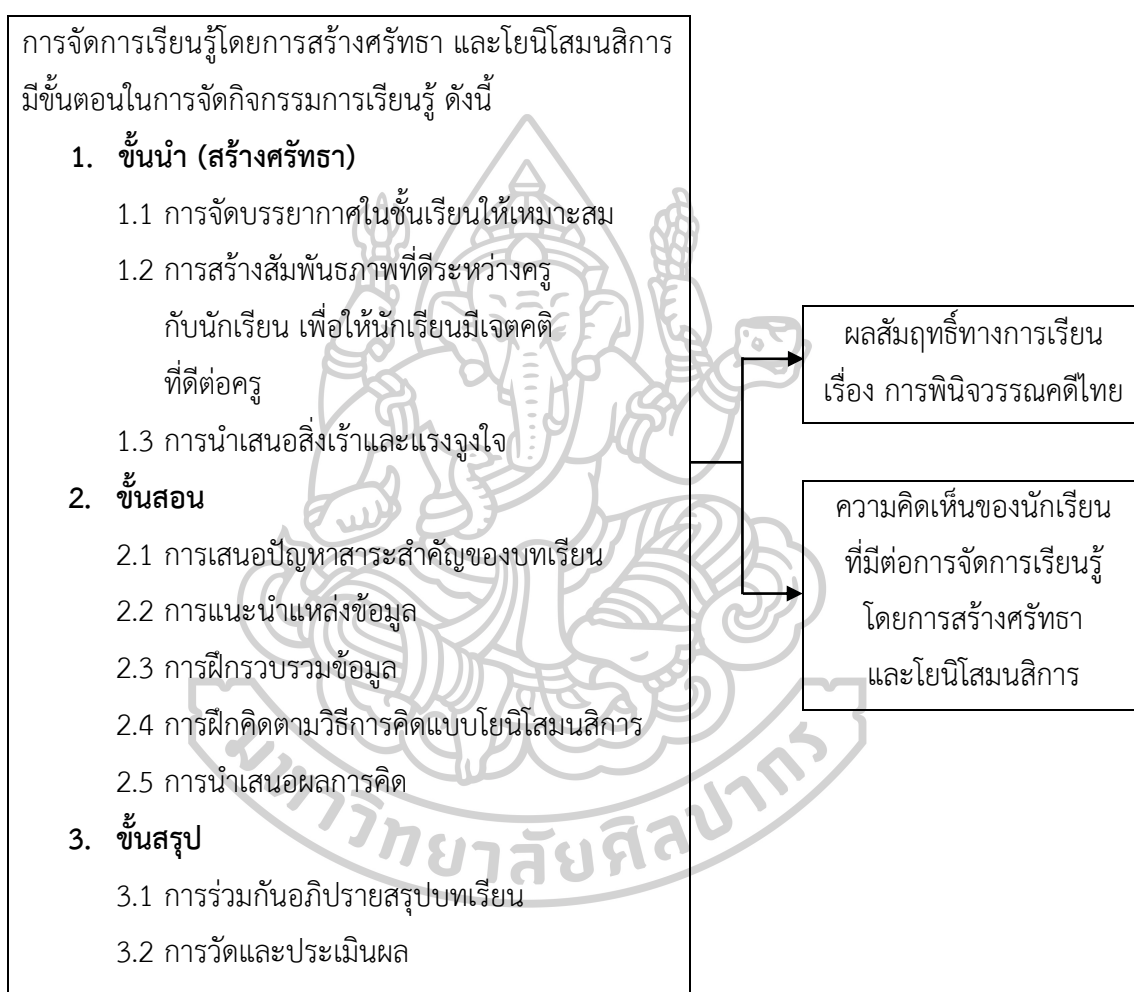 การจัดการเรียนรู้โดยการสร้างศรัทธา และโยนิโสมนสิการ
มีขั้นตอนในการจัดกิจกรรมการเรียนรู้ ดังนี้
1. ขั้นนำ (สร้างศรัทธา)
1.1 การจัดบรรยากาศในชั้นเรียนให้เหมาะสม
1.2 การสร้างสัมพันธภาพที่ดีระหว่างครู
กับนักเรียน เพื่อให้นักเรียนมีเจตคติ
ที่ดีต่อครู
1.3 การนำเสนอสิ่งเร้าและแรงจูงใจ
2. ขั้นสอน
2.1 การเสนอปัญหาสาระสำคัญของบทเรียน
2.2 การแนะนำแหล่งข้อมูล
2.3 การฝึกรวบรวมข้อมูล
2.4 การฝึกคิดตามวิธีการคิดแบบโยนิโสมนสิการ
2.5 การนำเสนอผลการคิด
3. ขั้นสรุป
3.1 การร่วมกันอภิปรายสรุปบทเรียน
3.2 การวัดและประเมินผล
ผลสัมฤทธิ์ทางการเรียน
เรื่อง การพินิจวรรณคดีไทย
ความคิดเห็นของนักเรียน
ที่มีต่อการจัดการเรียนรู้
โดยการสร้างศรัทธา
และโยนิโสมนสิการ
มหาวิทยาลัยศิลปากร